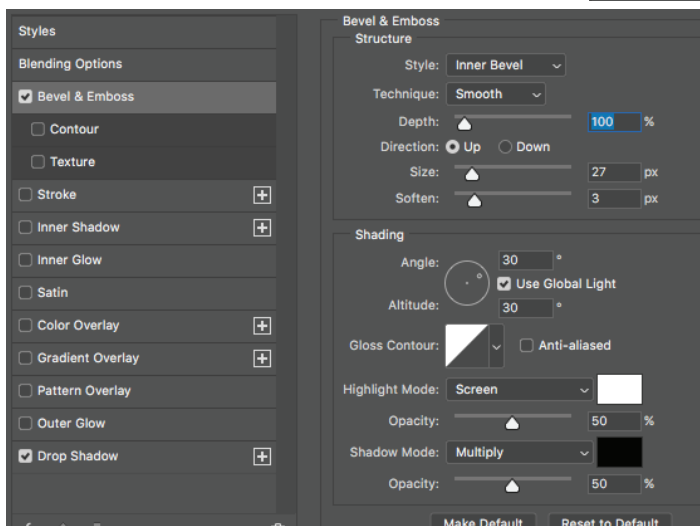 Styles
Blending Options
Bevel & Emboss
Contour
Texture
Stroke
Inner Shadow
Inner Glow
Satin
Color Overlay
Gradient Overlay
Pattern Overlay
Outer Glow
Drop Shadow
Bevel & Emboss
Structure
Style: Inner Bevel
Technique: Smooth
Depth: 100 %
Direction: Up Down
Size: 27 px
Soften: 3 px
Shading
Angle: 30 °
Use Global Light
Altitude: 30 °
Gloss Contour: Anti-aliased
Highlight Mode: Screen
Opacity: 50 %
Shadow Mode: Multiply
Opacity: 50 %
Make Default Reset to Default